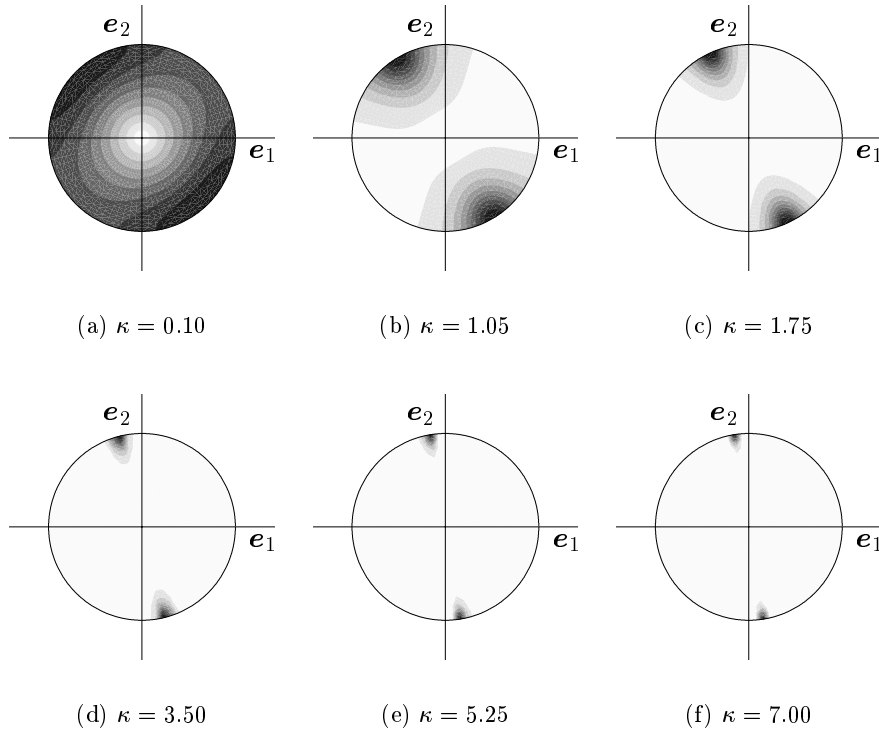 e2 e2 e2
e1 e1 e1
(a) κ = 0.10 (b) κ = 1.05 (c) κ = 1.75
e2 e2 e2
e1 e1 e1
(d) κ = 3.50 (e) κ = 5.25 (f) κ = 7.00